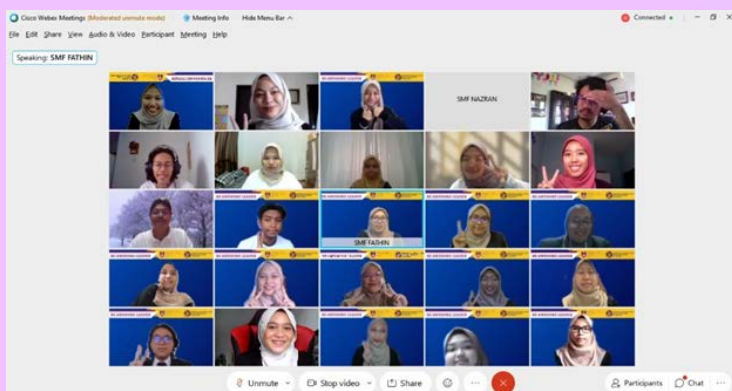 Cisco Webex Meetings (Moderated unmute mode) Meeting Info Hide Menu Bar Connected
File Edit Share View Audio & Video Participant Meeting Help
Speaking: SMF FATHIN
SMF NAZRAN
SMF FATHIN
Unmute Stop video Share Participants Chat